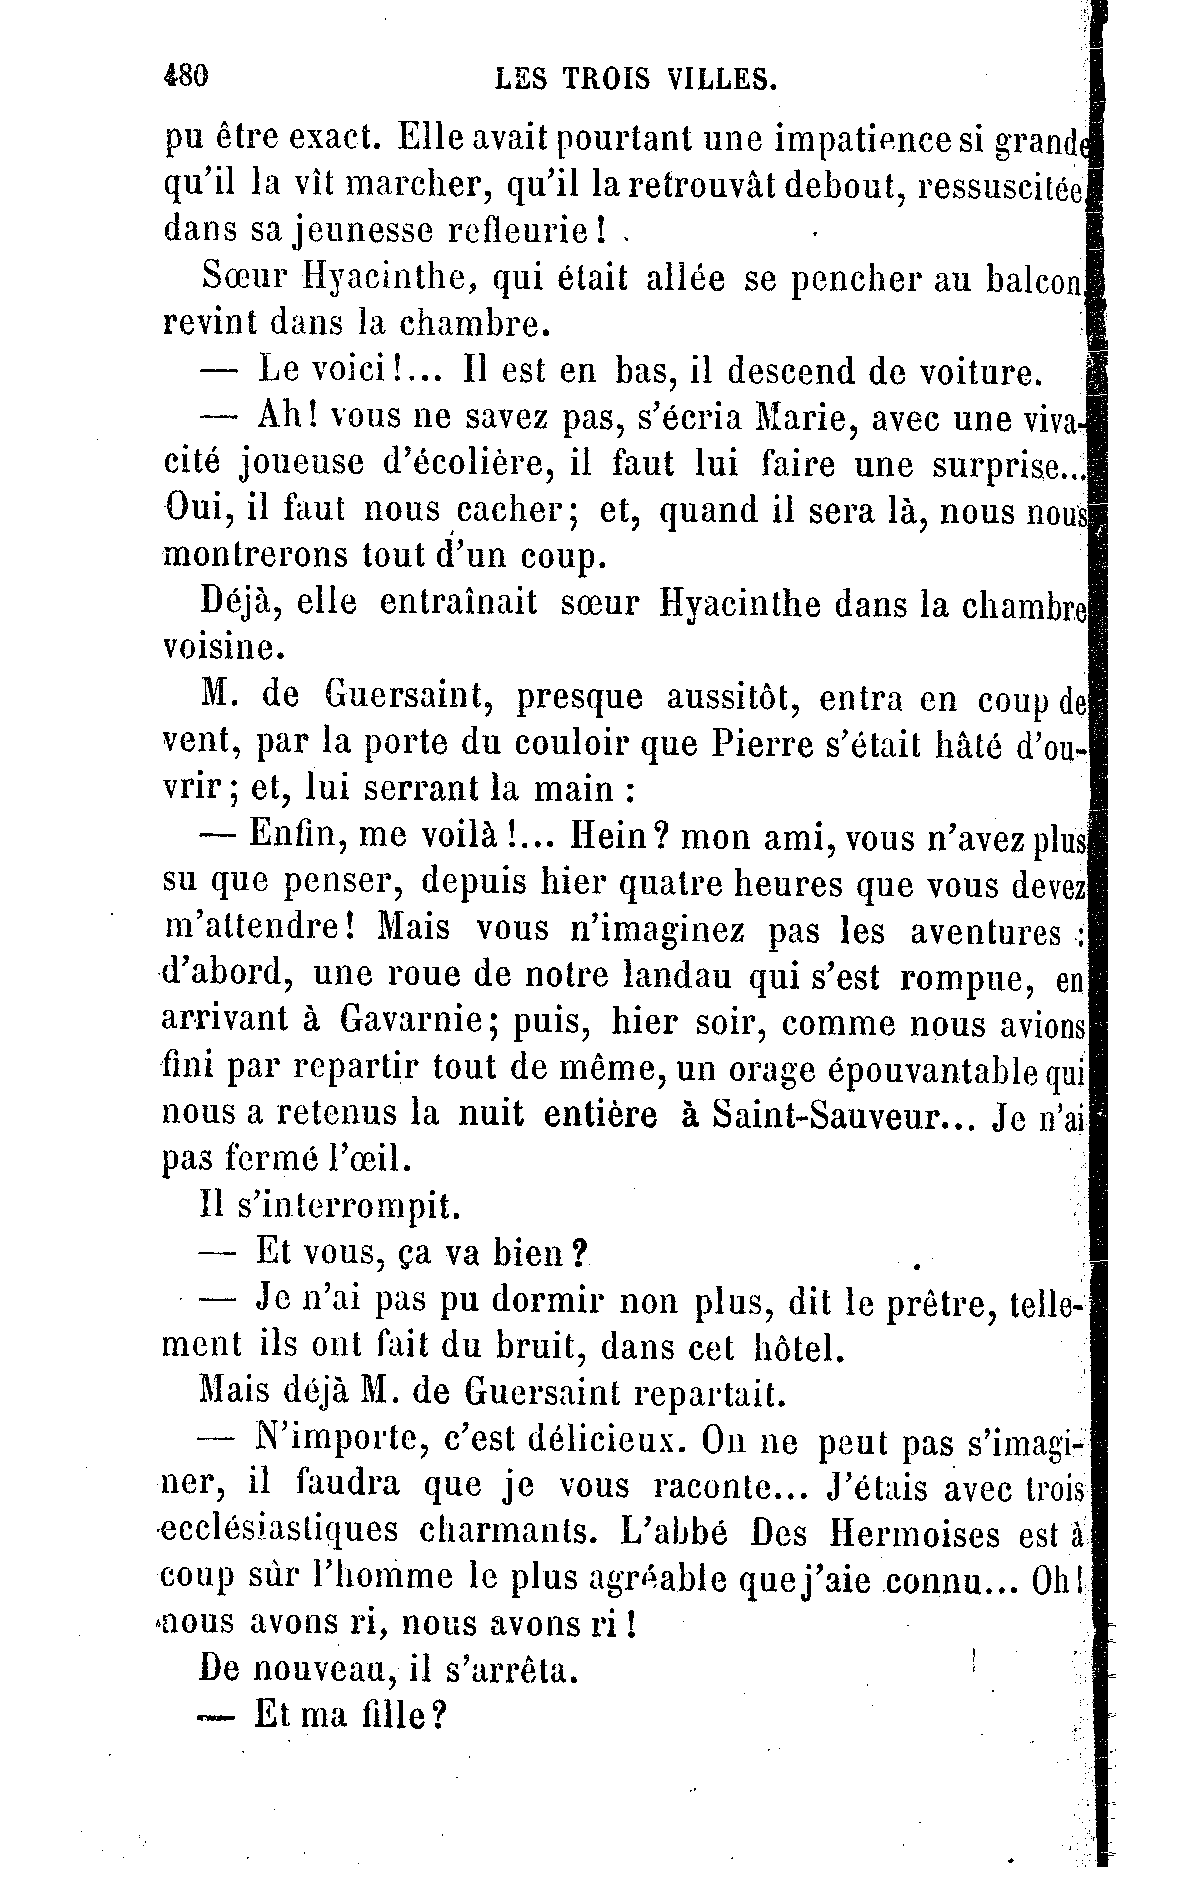 480 LES TROIS VILLES.
pu être exact. Elle avait pourtant une impatience si grande
qu'il la vît marcher, qu'il la retrouvât debout, ressuscitée
dans sa jeunesse refleurie !
Sœur Hyacinthe, qui était allée se pencher au balcon
revint dans la chambre.
— Le voici !... Il est en bas, il descend de voiture.
— Ah! vous ne savez pas, s'écria Marie, avec une viva-
cité joueuse d'écolière, il faut lui faire une surprise...
Oui, il faut nous cacher; et, quand il sera là, nous nous
montrerons tout d'un coup.
Déjà, elle entraînait sœur Hyacinthe dans la chambre
voisine.
M. de Guersaint, presque aussitôt, entra en coup de
vent, par la porte du couloir que Pierre s'était hâté d'ou-
vrir; et, lui serrant la main :
— Enfin, me voilà !... Hein? mon ami, vous n'avez plus
su que penser, depuis hier quatre heures que vous devez
m'attendre! Mais vous n'imaginez pas les aventures :
d'abord, une roue de notre landau qui s'est rompue, en
arrivant à Gavarnie; puis, hier soir, comme nous avions
fini par repartir tout de même, un orage épouvantable qui
nous a retenus la nuit entière à Saint-Sauveur... Je n'ai
pas fermé l'œil.
Il s'interrompit.
— Et vous, ça va bien ?
— Je n'ai pas pu dormir non plus, dit le prêtre, telle-
ment ils ont fait du bruit, dans cet hôtel.
Mais déjà M. de Guersaint repartait.
— N'importe, c'est délicieux. On ne peut pas s'imagi-
ner, il faudra que je vous raconte... J'étais avec trois
ecclésiastiques charmants. L'abbé Des Hermoises est à
coup sûr l'homme le plus agréable que j'aie connu... Oh!
nous avons ri, nous avons ri !
De nouveau, il s'arrêta.
— Et ma fille?